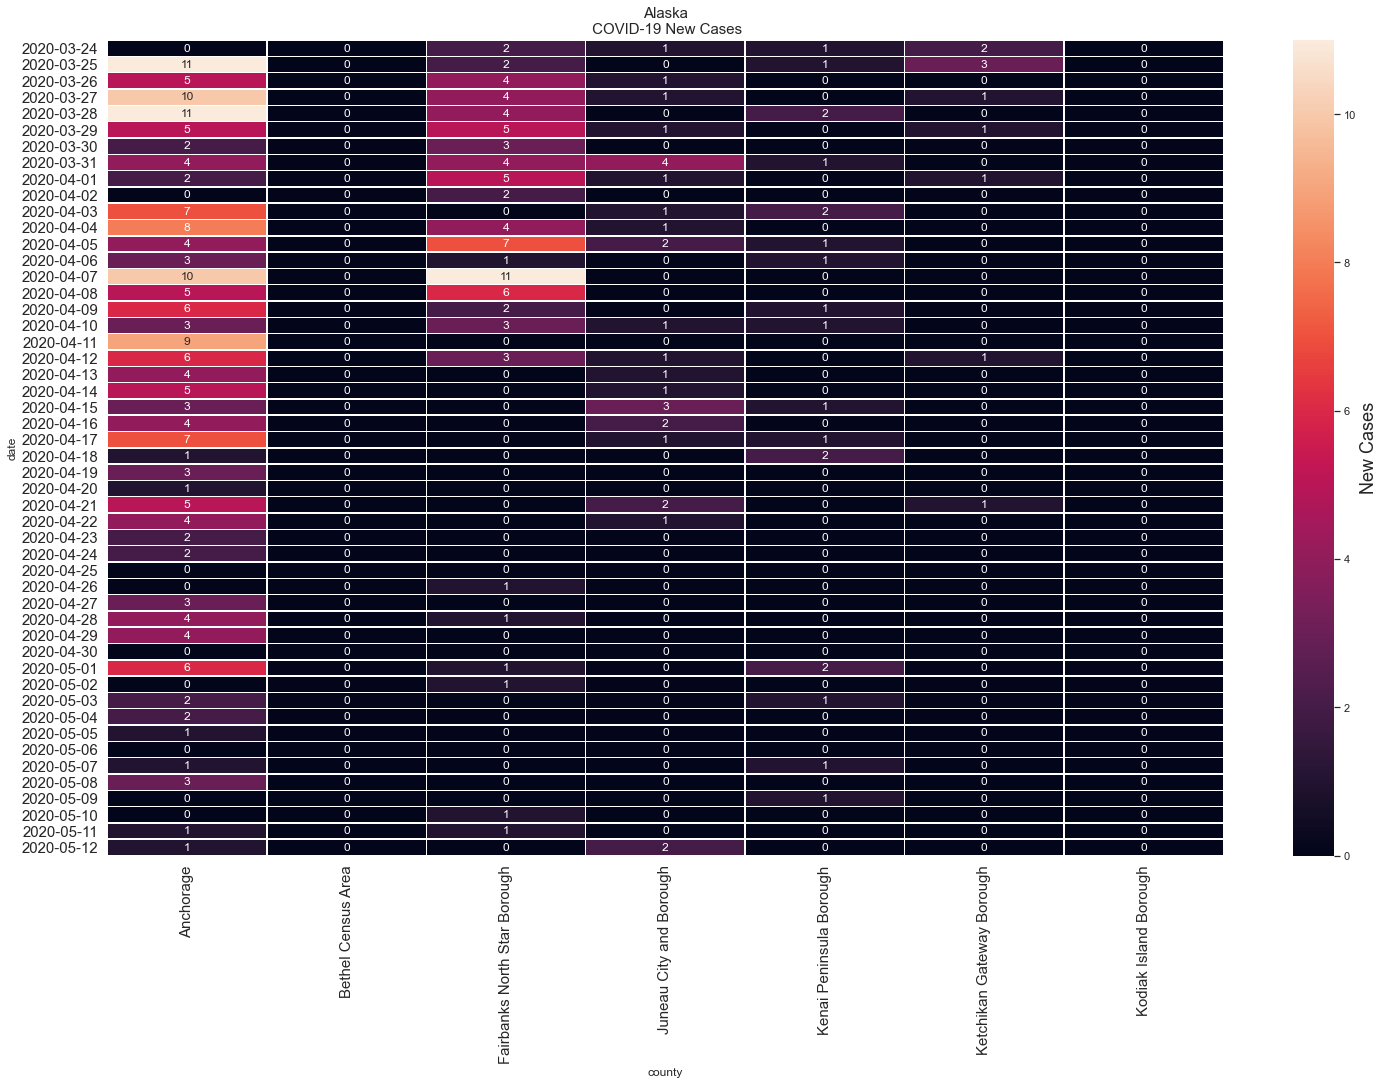 Alaska
COVID-19 New Cases
2020-03-24 0 0 2 1 1 2 0
2020-03-25 11 0 2 0 1 3 0
2020-03-26 5 0 4 1 0 0 0
2020-03-27 10 0 4 1 0 1 0
2020-03-28 11 0 4 0 2 0 0
2020-03-29 5 0 5 1 0 1 0
2020-03-30 2 0 3 0 0 0 0
2020-03-31 4 0 4 4 1 0 0
2020-04-01 2 0 5 1 0 1 0
2020-04-02 0 0 2 0 0 0 0
2020-04-03 7 0 0 1 2 0 0
2020-04-04 8 0 4 1 0 0 0
2020-04-05 4 0 7 2 1 0 0
2020-04-06 3 0 1 0 1 0 0
2020-04-07 10 0 11 0 0 0 0
2020-04-08 5 0 6 0 0 0 0
2020-04-09 6 0 2 0 1 0 0
2020-04-10 3 0 3 1 1 0 0
2020-04-11 9 0 0 0 0 0 0
2020-04-12 6 0 3 1 0 1 0
2020-04-13 4 0 0 1 0 0 0
2020-04-14 5 0 0 1 0 0 0
2020-04-15 3 0 0 3 1 0 0
2020-04-16 4 0 0 2 0 0 0
2020-04-17 7 0 0 1 1 0 0
2020-04-18 1 0 0 0 2 0 0
2020-04-19 3 0 0 0 0 0 0
2020-04-20 1 0 0 0 0 0 0
2020-04-21 5 0 0 2 0 1 0
2020-04-22 4 0 0 1 0 0 0
2020-04-23 2 0 0 0 0 0 0
2020-04-24 2 0 0 0 0 0 0
2020-04-25 0 0 0 0 0 0 0
2020-04-26 0 0 1 0 0 0 0
2020-04-27 3 0 0 0 0 0 0
2020-04-28 4 0 1 0 0 0 0
2020-04-29 4 0 0 0 0 0 0
2020-04-30 0 0 0 0 0 0 0
2020-05-01 6 0 1 0 2 0 0
2020-05-02 0 0 1 0 0 0 0
2020-05-03 2 0 0 0 1 0 0
2020-05-04 2 0 0 0 0 0 0
2020-05-05 1 0 0 0 0 0 0
2020-05-06 0 0 0 0 0 0 0
2020-05-07 1 0 0 0 1 0 0
2020-05-08 3 0 0 0 0 0 0
2020-05-09 0 0 0 0 1 0 0
2020-05-10 0 0 1 0 0 0 0
2020-05-11 1 0 1 0 0 0 0
2020-05-12 1 0 0 2 0 0 0
date
Anchorage
Bethel Census Area
Fairbanks North Star Borough
Juneau City and Borough
Kenai Peninsula Borough
Ketchikan Gateway Borough
Kodiak Island Borough
county
10
8
6
4
2
0
New Cases